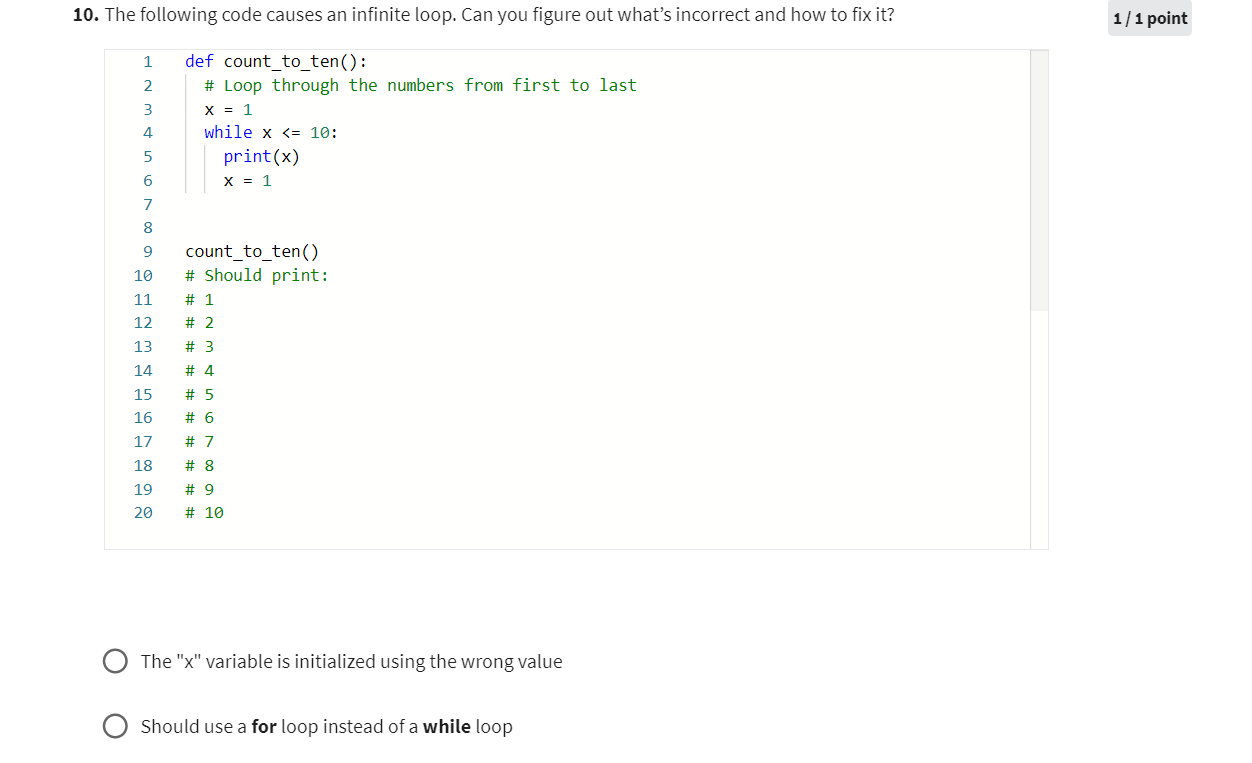 10. The following code causes an infinite loop. Can you figure out what’s incorrect and how to fix it?
1 / 1 point
1 def count_to_ten():
2 # Loop through the numbers from first to last
3 x = 1
4 while x <= 10:
5 print(x)
6 x = 1
7
8
9 count_to_ten()
10 # Should print:
11 # 1
12 # 2
13 # 3
14 # 4
15 # 5
16 # 6
17 # 7
18 # 8
19 # 9
20 # 10
The "x" variable is initialized using the wrong value
Should use a for loop instead of a while loop